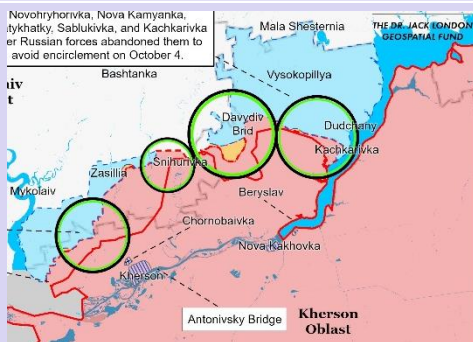 Novohryhorivka, Nova Kamyanka,
Sablukivka, and Kachkarivka
Russian forces abandoned them to
avoid encirclement on October 4.
Mala Shesternia
THE DR. JACK LONDON
GEOSPATIAL FUND
Bashtanka
Vysokopillya
Davydiv
Brid
Dudchany
Kachkarivka
Snihurivka
Zasillia
Mykolaiv
Beryslav
Chornobaivka
Nova Kakhovka
Kherson
Antonivsky Bridge
Kherson
Oblast